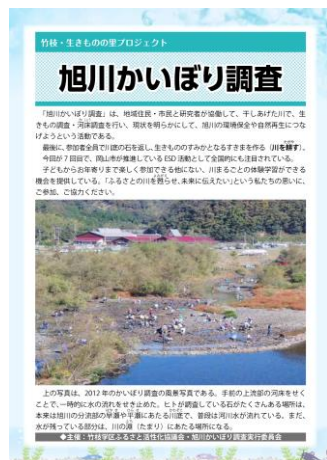 竹枝・生きものの里プロジェクト
旭川かいぼり調査
「旭川かいぼり調査」は、地域住民・市民と研究者が協働して、干しあげた川で、生
きもの調査・河床調査を行い、現状を明らかにして、旭川の環境保全や自然再生につな
げようという活動である。
最後に、参加者全員で川底の石を返し、生きもののすみかとなるすきまを作る（川を耕す）。
今回が7回目で、岡山市が推進しているESD活動として全国的にも注目されている。
子どもからお年寄りまで楽しく参加できる他にない、川まるごとの体験学習ができる
機会を提供している。「ふるさとの川を甦らせ、未来に伝えたい」という私たちの思いに、
ご参加、ご協力ください。
上の写真は、2012年のかいぼり調査の風景写真である。手前の上流部の河床をせく
ことで、一時的に水の流れをせき止めた。ヒトが調査している石がたくさんある場所は、
本来は旭川の分流部の早瀬や平瀬にあたる川底で、普段は河川水が流れている。まだ、
水が残っている部分は、川の淵（たまり）にあたる場所になる。
◆主催：竹枝学区ふるさと活性化協議会・旭川かいぼり調査実行委員会